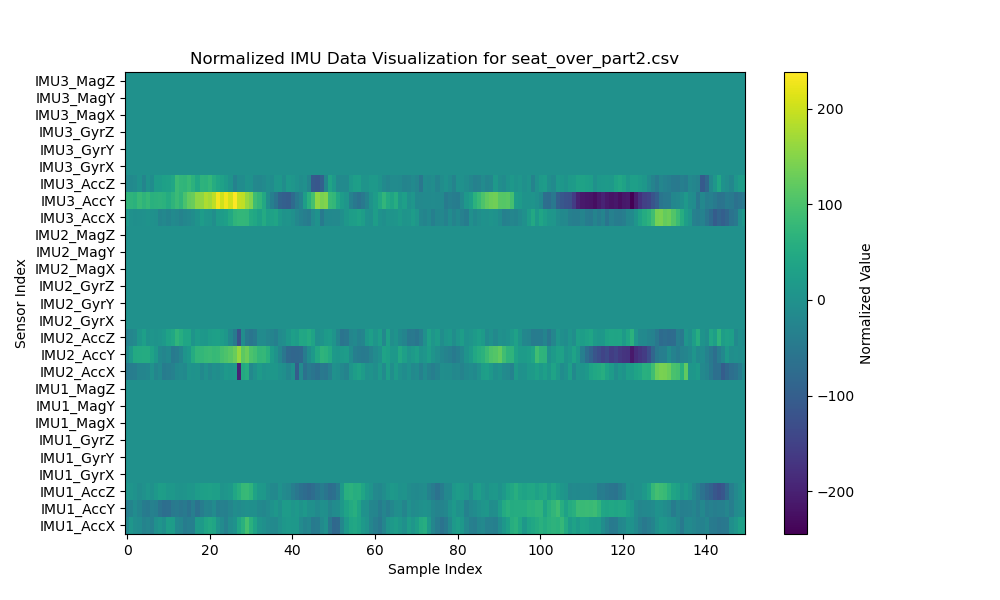 Normalized IMU Data Visualization for seat_over_part2.csv
IMU3_MagZ
IMU3_MagY
IMU3_MagX
IMU3_GyrZ
IMU3_GyrY
IMU3_GyrX
IMU3_AccZ
IMU3_AccY
IMU3_AccX
IMU2_MagZ
IMU2_MagY
IMU2_MagX
IMU2_GyrZ
IMU2_GyrY
IMU2_GyrX
IMU2_AccZ
IMU2_AccY
IMU2_AccX
IMU1_MagZ
IMU1_MagY
IMU1_MagX
IMU1_GyrZ
IMU1_GyrY
IMU1_GyrX
IMU1_AccZ
IMU1_AccY
IMU1_AccX
Sensor Index
0 20 40 60 80 100 120 140
Sample Index
200
100
0
−100
−200
Normalized Value